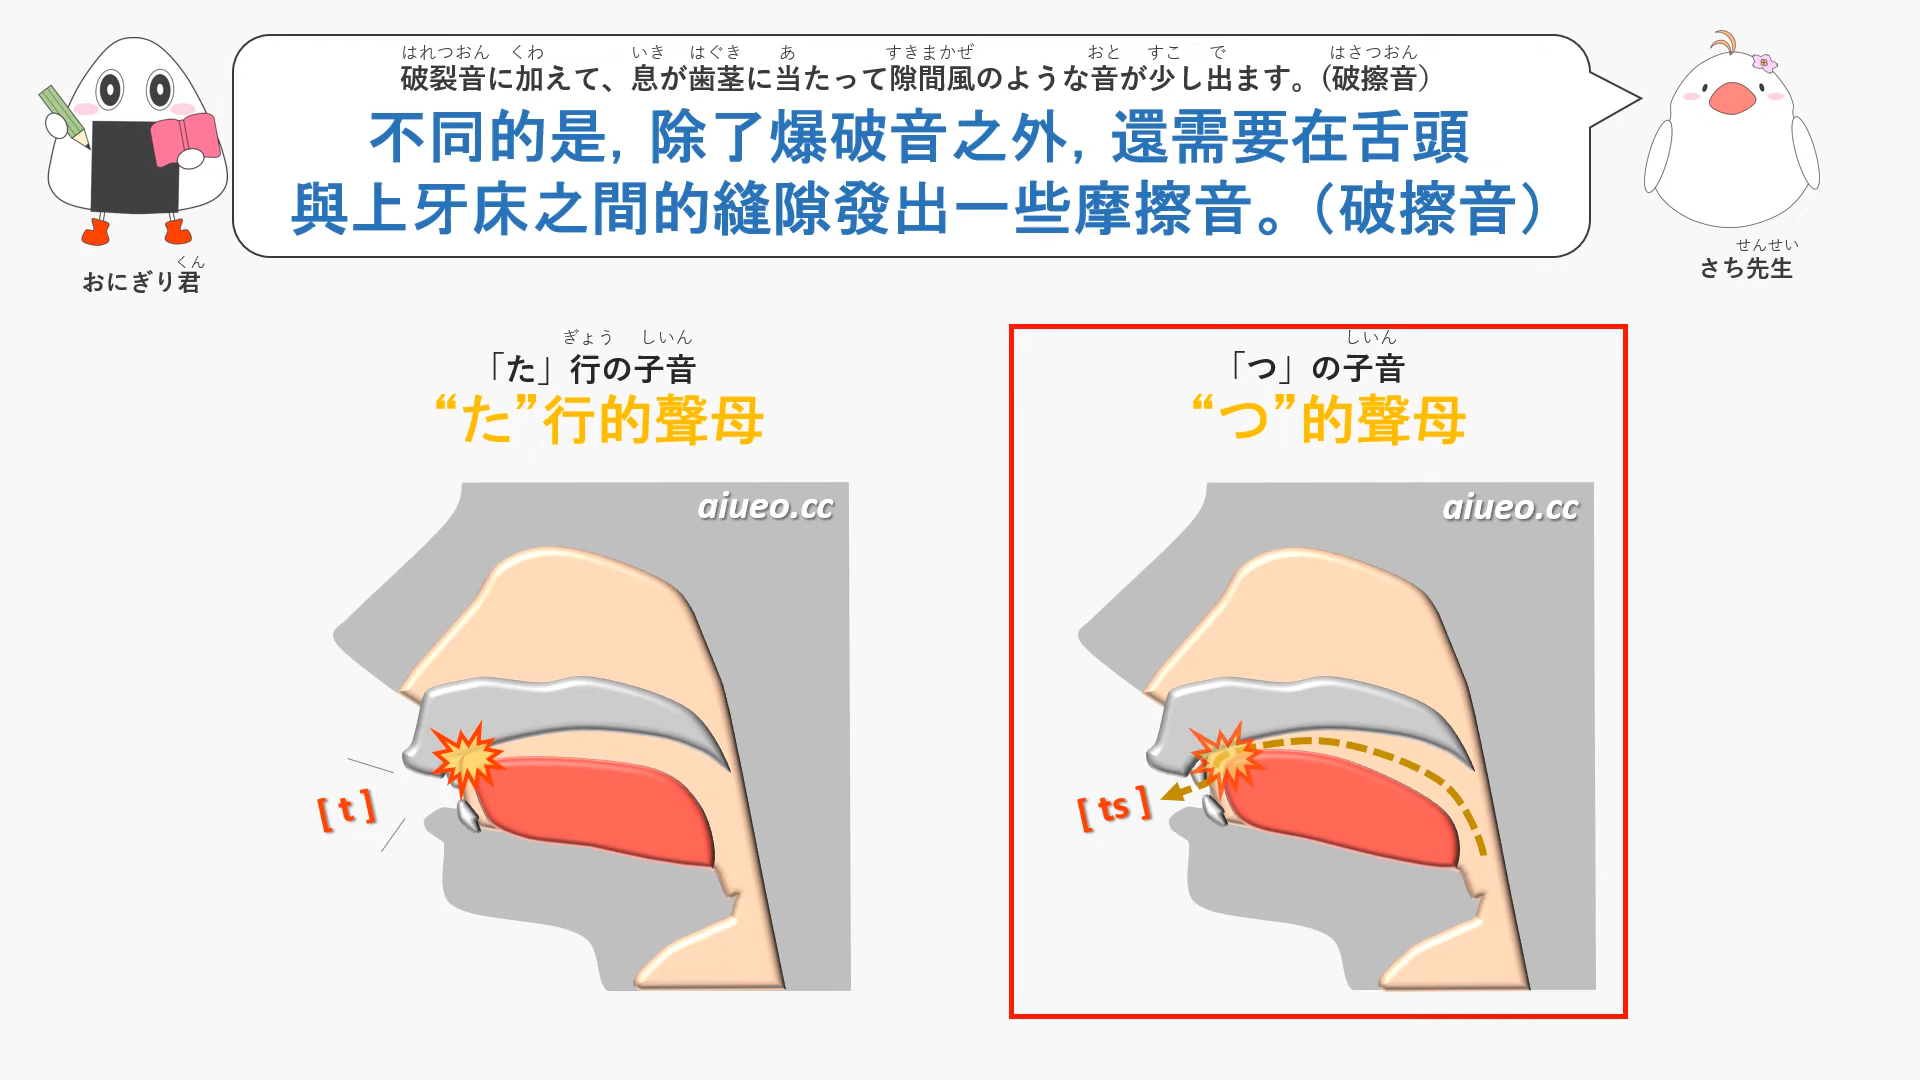 はれつおん くわ いき はぐき あ すきまかぜ おと すこ で はさつおん
破裂音に加えて、息が歯茎に当たって隙間風のような音が少し出ます。（破擦音）
不同的是, 除了爆破音之外, 還需要在舌頭
與上牙床之間的縫隙發出一些摩擦音。（破擦音）
くん
おにぎり君
せんせい
さち先生
ぎょう しいん
「た」行の子音
“た”行的聲母
aiueo.cc
[ t ]
しいん
「つ」の子音
“つ”的聲母
aiueo.cc
[ ts ]